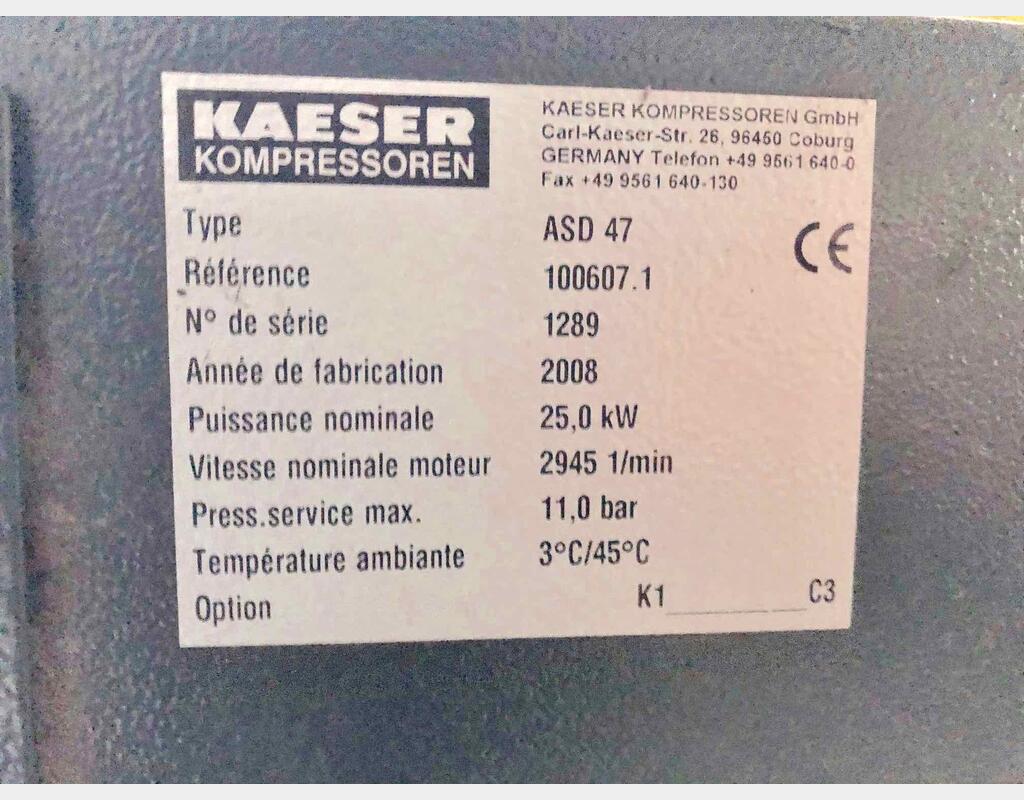 KAESER
KOMPRESSOREN
KAESER KOMPRESSOREN GmbH
Carl-Kaeser-Str. 26, 96450 Coburg
GERMANY Telefon +49 9561 640-0
Fax +49 9561 640-130
CE
Type ASD 47
Référence 100607.1
N° de série 1289
Année de fabrication 2008
Puissance nominale 25,0 kW
Vitesse nominale moteur 2945 1/min
Press.service max. 11,0 bar
Température ambiante 3°C/45°C
Option K1 C3